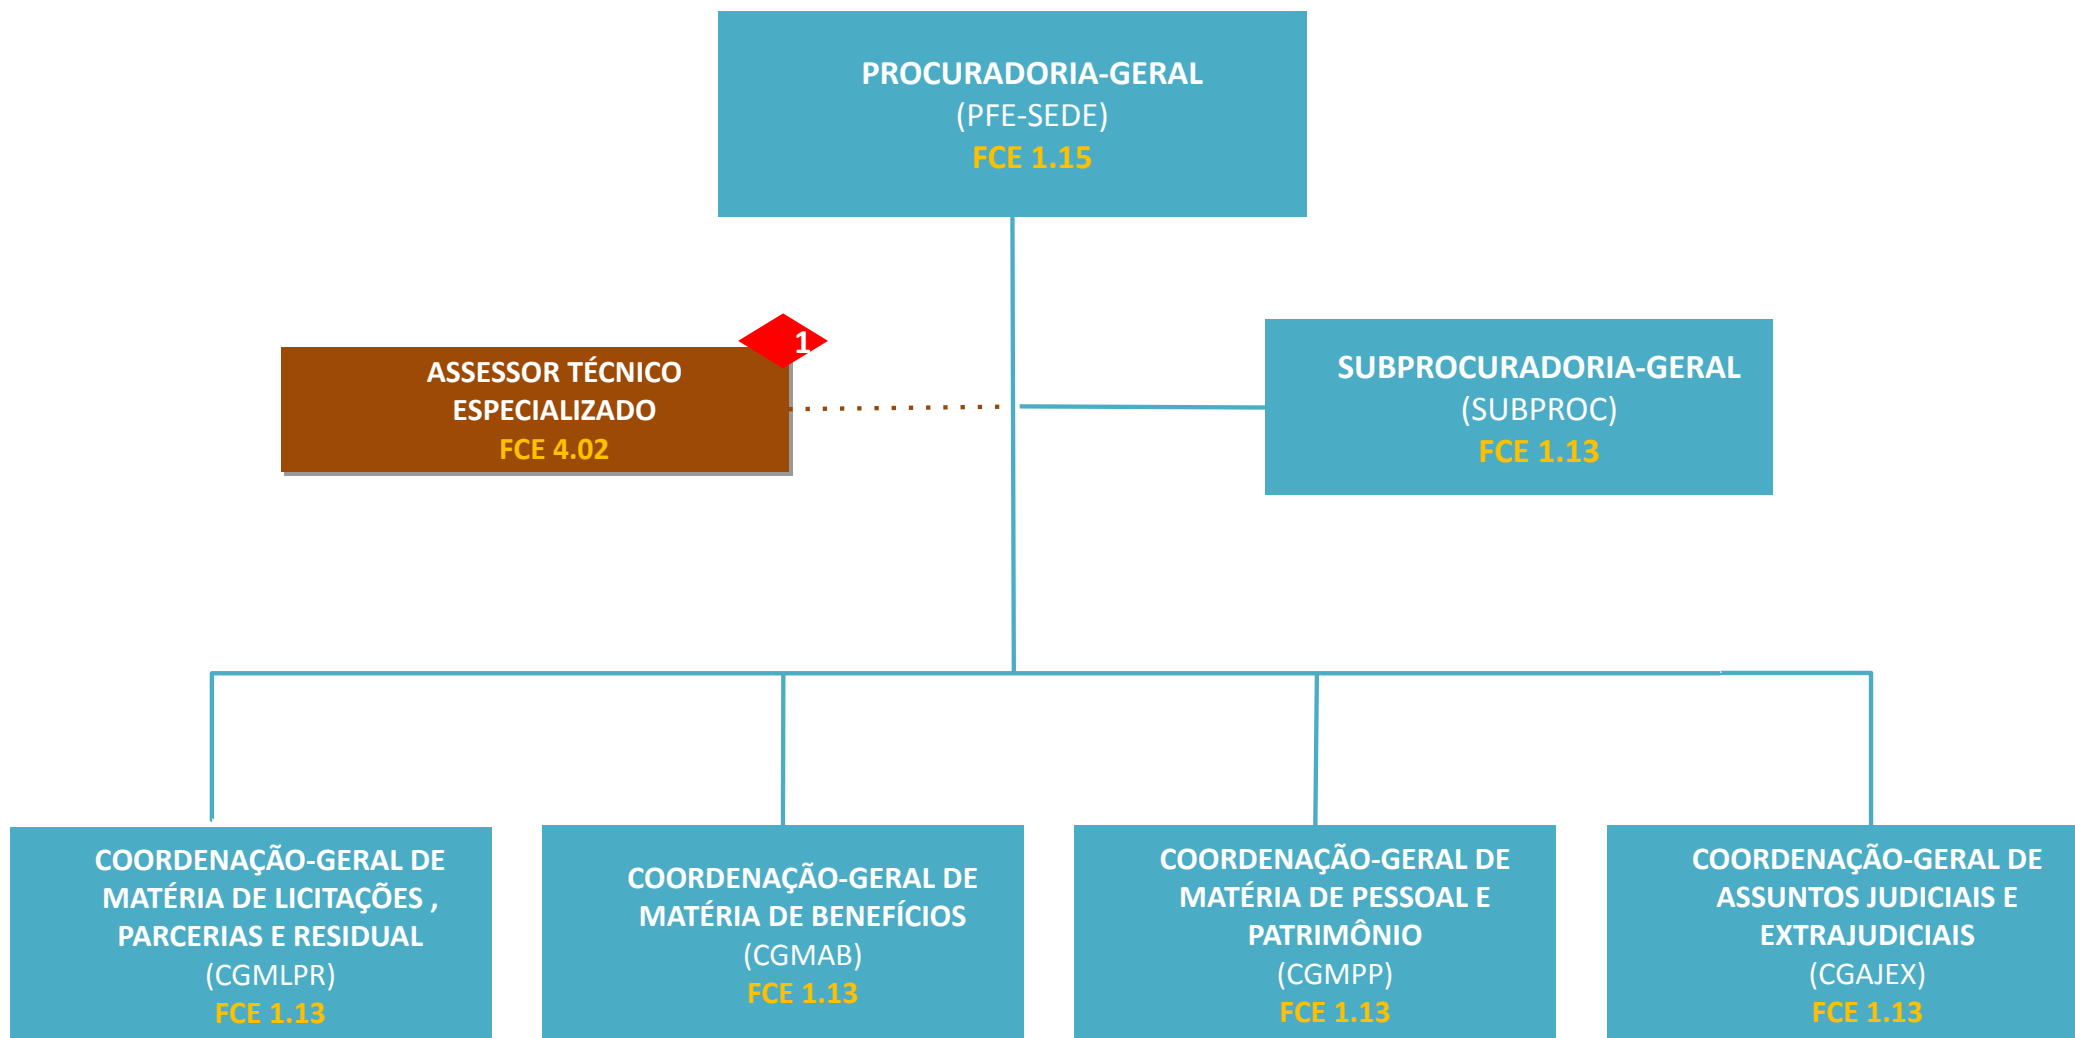 PROCURADORIA-GERAL
(PFE-SEDE)
FCE 1.15
1
ASSESSOR TÉCNICO
ESPECIALIZADO
FCE 4.02
SUBPROCURADORIA-GERAL
(SUBPROC)
FCE 1.13
COORDENAÇÃO-GERAL DE
MATÉRIA DE LICITAÇÕES ,
PARCERIAS E RESIDUAL
(CGMLPR)
FCE 1.13
COORDENAÇÃO-GERAL DE
MATÉRIA DE BENEFÍCIOS
(CGMAB)
FCE 1.13
COORDENAÇÃO-GERAL DE
MATÉRIA DE PESSOAL E
PATRIMÔNIO
(CGMPP)
FCE 1.13
COORDENAÇÃO-GERAL DE
ASSUNTOS JUDICIAIS E
EXTRAJUDICIAIS
(CGAJEX)
FCE 1.13